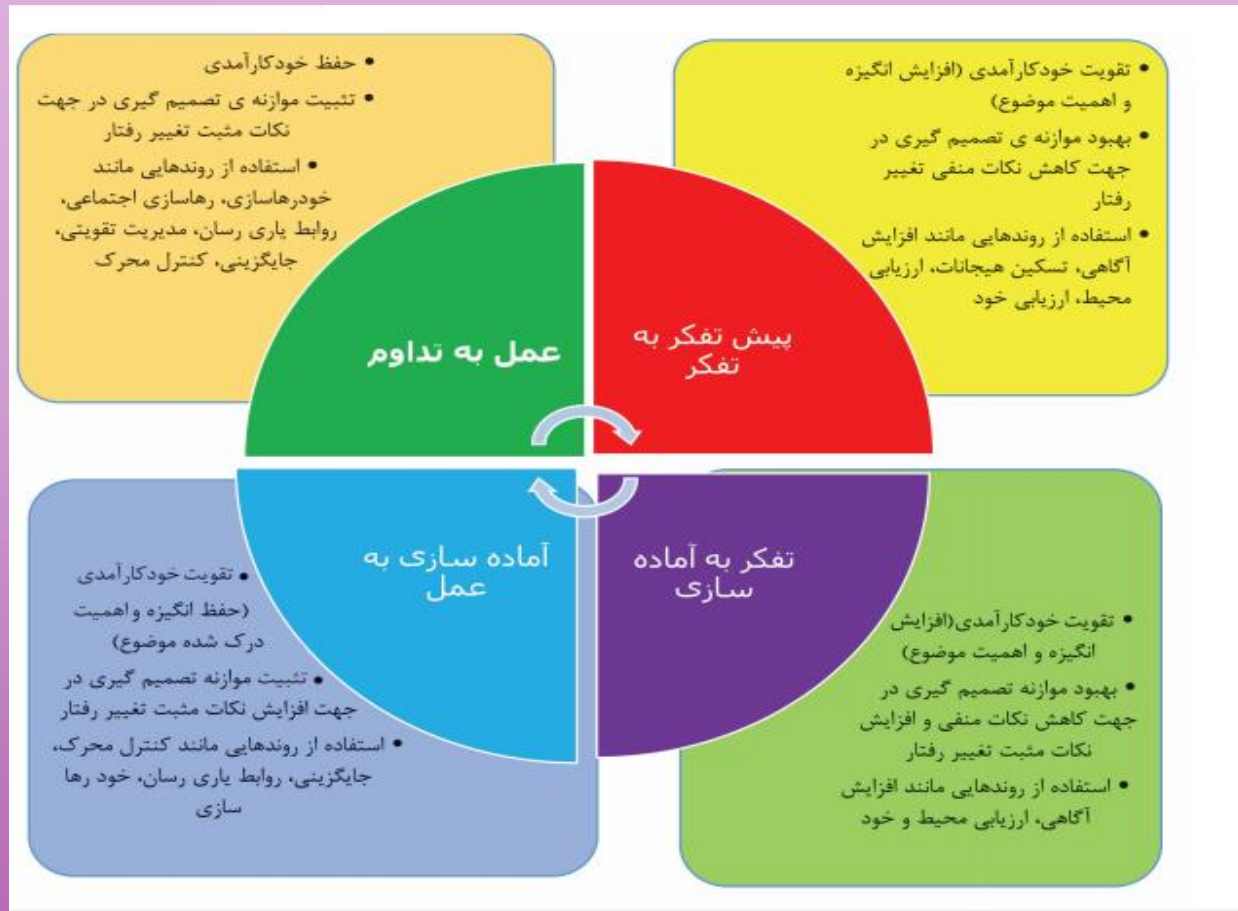 • تقویت خودکارآمدی (افزایش انگیزه
و اهمیت موضوع)
• بهبود موازنه ی تصمیم گیری در
جهت کاهش نکات منفی تغییر
رفتار
• استفاده از روندهایی مانند افزایش
آگاهی، تسکین هیجانات، ارزیابی
محیط، ارزیابی خود
پیش تفکر به
تفکر
• حفظ خودکارآمدی
• تثبیت موازنه ی تصمیم گیری در جهت
نکات مثبت تغییر رفتار
• استفاده از روندهایی مانند
خودرهاسازی، رهاسازی اجتماعی،
روابط یاری رسان، مدیریت تقویتی،
جایگزینی، کنترل محرک
عمل به تداوم
تفکر به آماده
سازی
• تقویت خودکارآمدی(افزایش
انگیزه و اهمیت موضوع)
• بهبود موازنه تصمیم گیری در
جهت کاهش نکات منفی و افزایش
نکات مثبت تغییر رفتار
• استفاده از روندهایی مانند افزایش
آگاهی، ارزیابی محیط و خود
آماده سازی به
عمل
• تقویت خودکارآمدی
(حفظ انگیزه و اهمیت
درک شده موضوع)
• تثبیت موازنه تصمیم گیری در
جهت افزایش نکات مثبت تغییر رفتار
• استفاده از روندهایی مانند کنترل محرک،
جایگزینی، روابط یاری رسان، خود رها
سازی